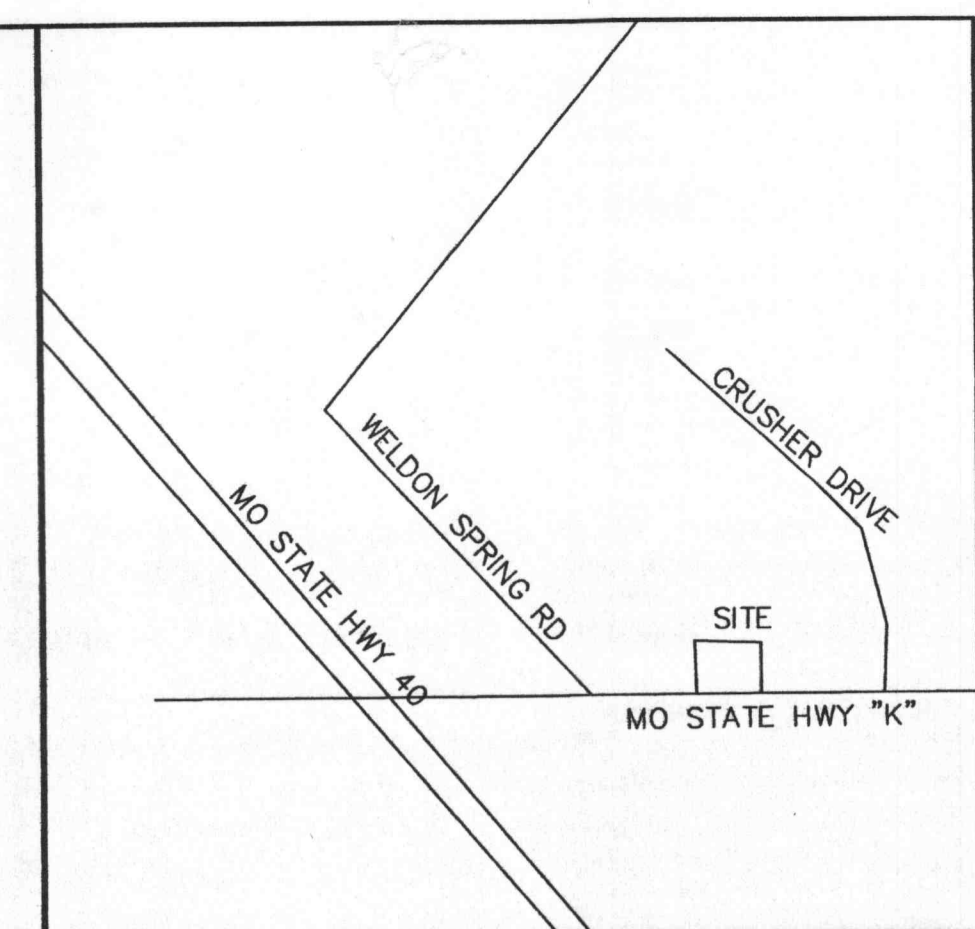 CRUSHER DRIVE
WELDON SPRING RD
MO STATE HWY 40
SITE
MO STATE HWY "K"